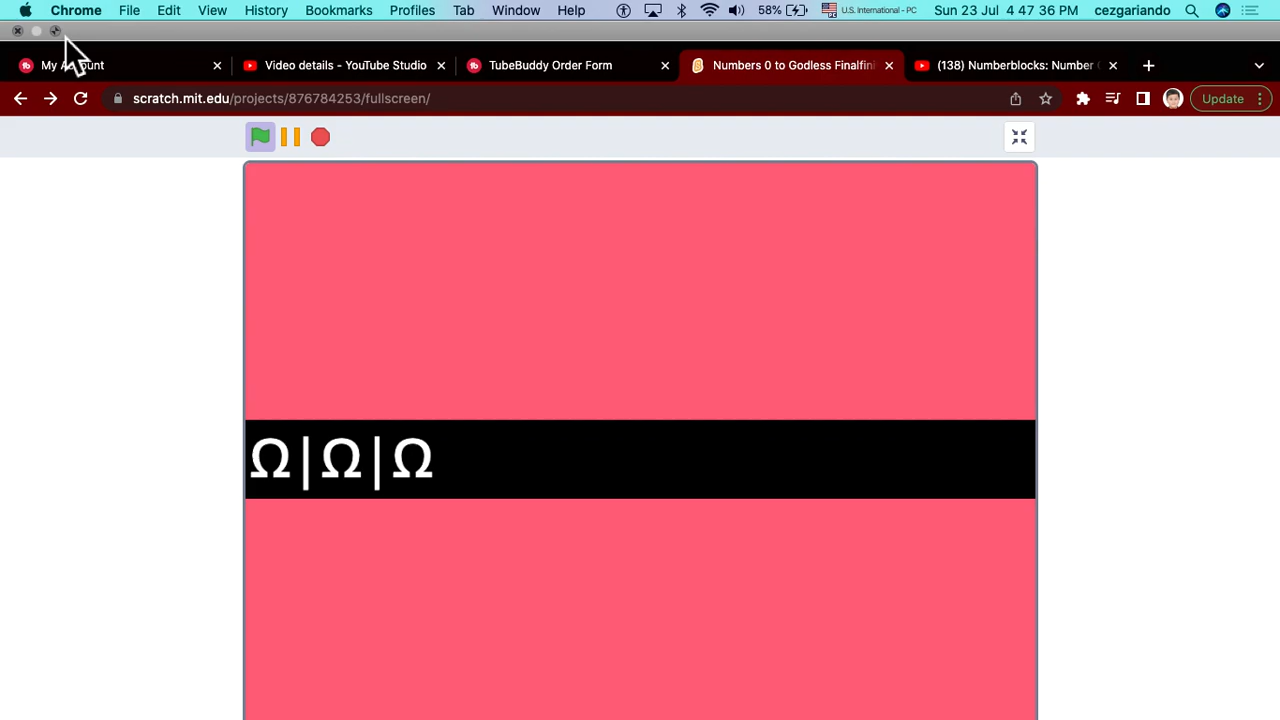 Chrome File Edit View History Bookmarks Profiles Tab Window Help 58% U.S. International - PC Sun 23 Jul 4 47 36 PM cezgariando
Video details - YouTube Studio TubeBuddy Order Form Numbers 0 to Godless Finalfini (138) Numberblocks: Number
scratch.mit.edu/projects/876784253/fullscreen/ Update
Ω|Ω|Ω